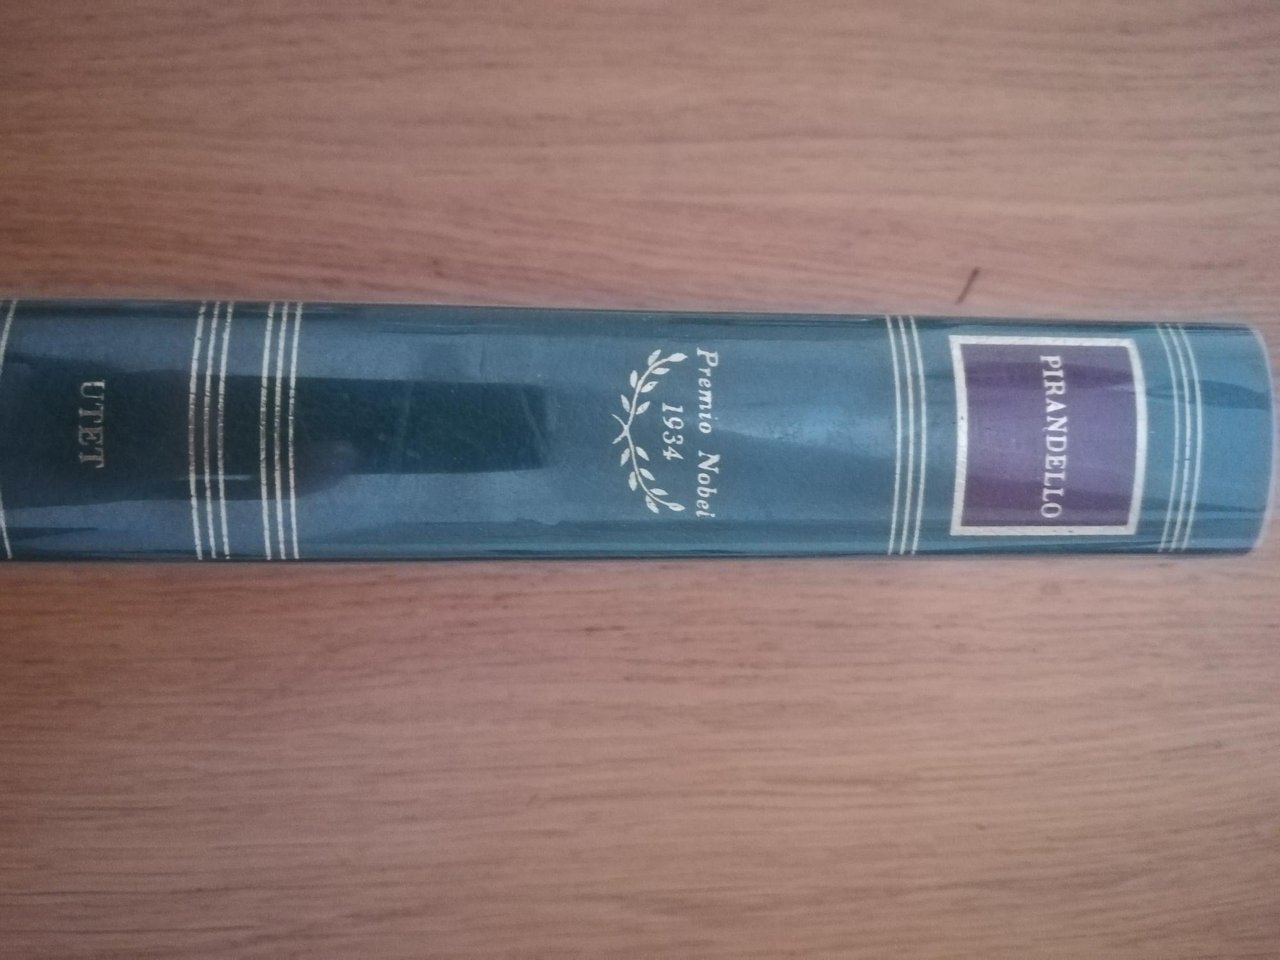 PIRANDELLO
Premio Nobel
1934
UTET